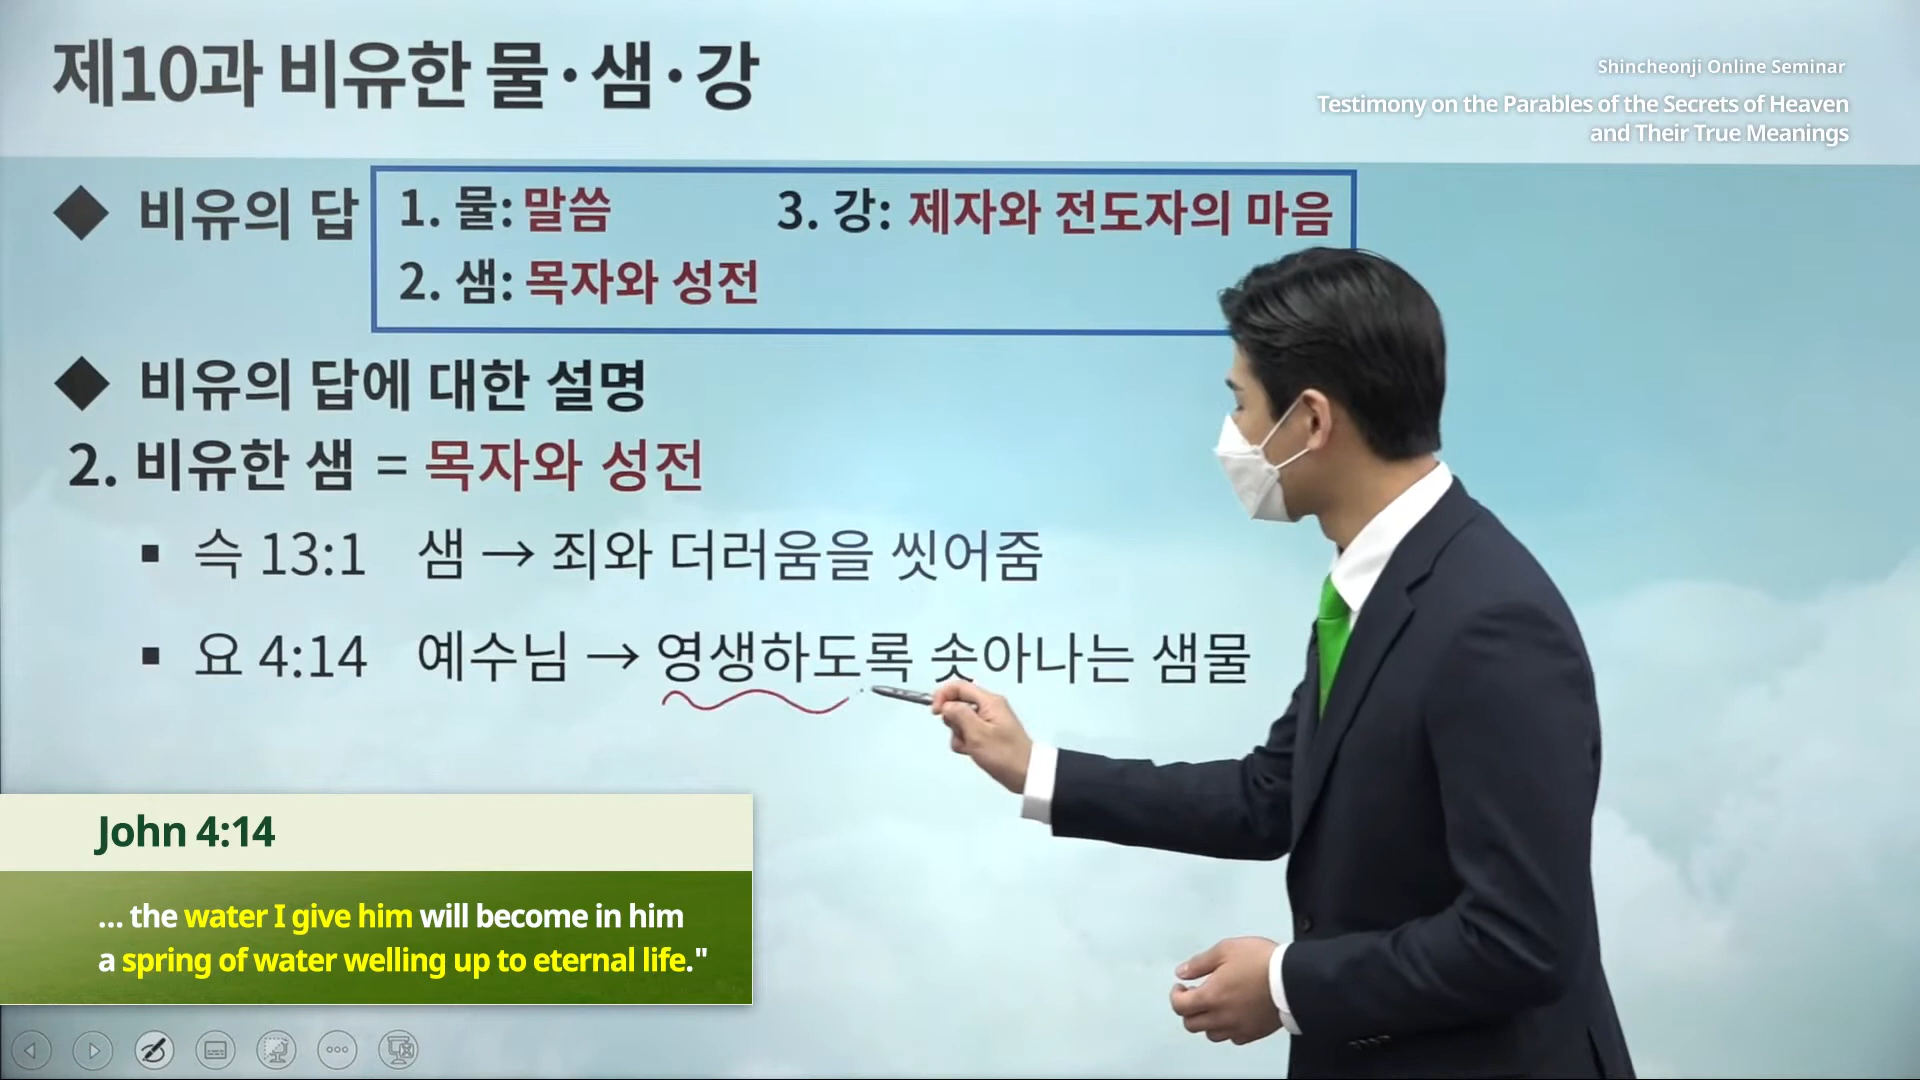 제10과 비유한 물·샘·강
Shincheonji Online Seminar
Testimony on the Parables of the Secrets of Heaven
and Their True Meanings
◆ 비유의 답
1. 물: 말씀
3. 강: 제자와 전도자의 마음
2. 샘: 목자와 성전
◆ 비유의 답에 대한 설명
2. 비유한 샘 = 목자와 성전
▪ 슥 13:1 샘 → 죄와 더러움을 씻어줌
▪ 요 4:14 예수님 → 영생하도록 솟아나는 샘물
John 4:14
... the water I give him will become in him
a spring of water welling up to eternal life."